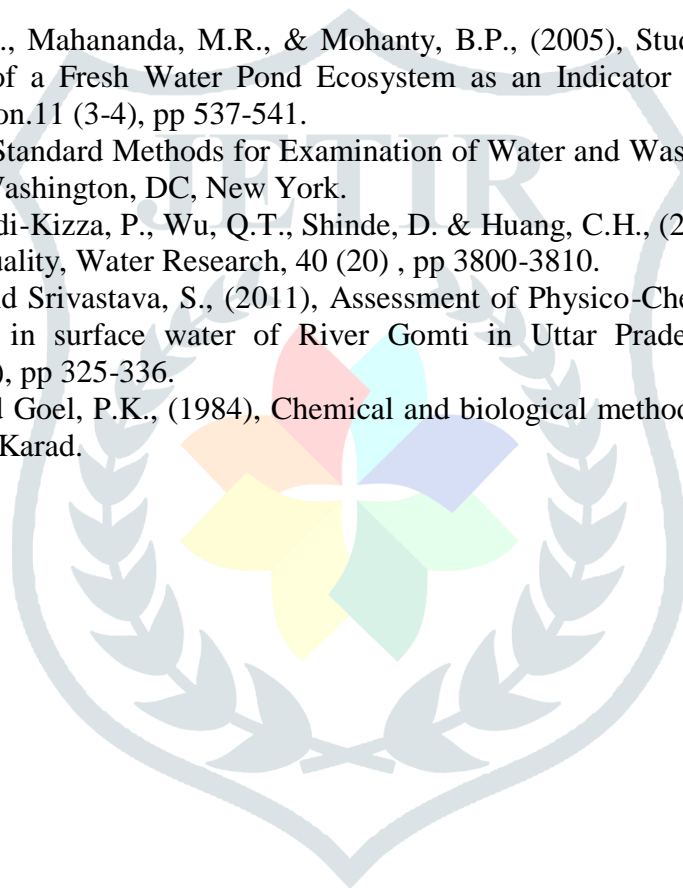 ., Mahananda, M.R., & Mohanty, B.P., (2005), Stud
of a Fresh Water Pond Ecosystem as an Indicator
on.11 (3-4), pp 537-541.
Standard Methods for Examination of Water and Was
Washington, DC, New York.
di-Kizza, P., Wu, Q.T., Shinde, D. & Huang, C.H., (2
uality, Water Research, 40 (20) , pp 3800-3810.
nd Srivastava, S., (2011), Assessment of Physico-Che
in surface water of River Gomti in Uttar Prade
), pp 325-336.
d Goel, P.K., (1984), Chemical and biological method
Karad.
JETIR